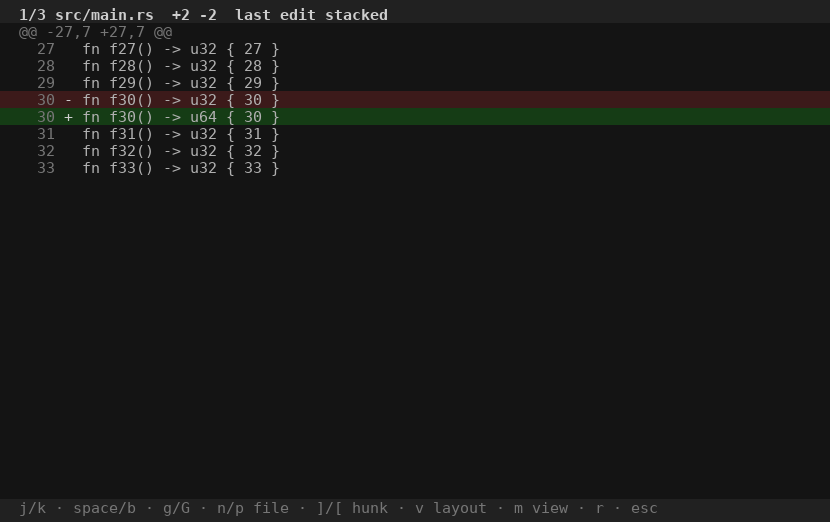 1/3 src/main.rs  +2 -2  last edit stacked
@@ -27,7 +27,7 @@
27   fn f27() -> u32 { 27 }
28   fn f28() -> u32 { 28 }
29   fn f29() -> u32 { 29 }
30 - fn f30() -> u32 { 30 }
30 + fn f30() -> u64 { 30 }
31   fn f31() -> u32 { 31 }
32   fn f32() -> u32 { 32 }
33   fn f33() -> u32 { 33 }
j/k · space/b · g/G · n/p file · ]/[ hunk · v layout · m view · r · esc